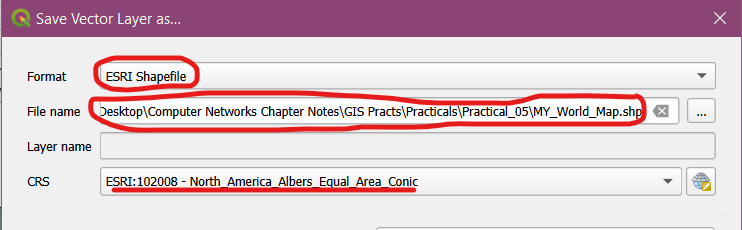 Save Vector Layer as...
Format ESRI Shapefile
File name Desktop\Computer Networks Chapter Notes\GIS Practs\Practicals\Practical_05\MY_World_Map.shp ...
Layer name
CRS ESRI:102008 - North_America_Albers_Equal_Area_Conic